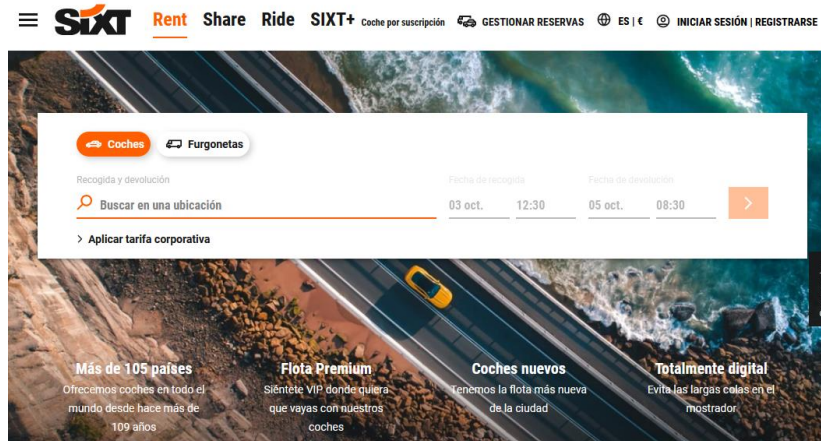 SIXT Rent Share Ride SIXT+ Coche por suscripción GESTIONAR RESERVAS ES | € INICIAR SESIÓN | REGISTRARSE
Coches Furgonetas
Recogida y devolución Fecha de recogida Fecha de devolución
Buscar en una ubicación 03 oct. 12:30 05 oct. 08:30
Aplicar tarifa corporativa
Más de 105 países
Ofrecemos coches en todo el
mundo desde hace más de
109 años
Flota Premium
Siéntete VIP donde quiera
que vayas con nuestros
coches
Coches nuevos
Tenemos la flota más nueva
de la ciudad
Totalmente digital
Evita las largas colas en el
mostrador